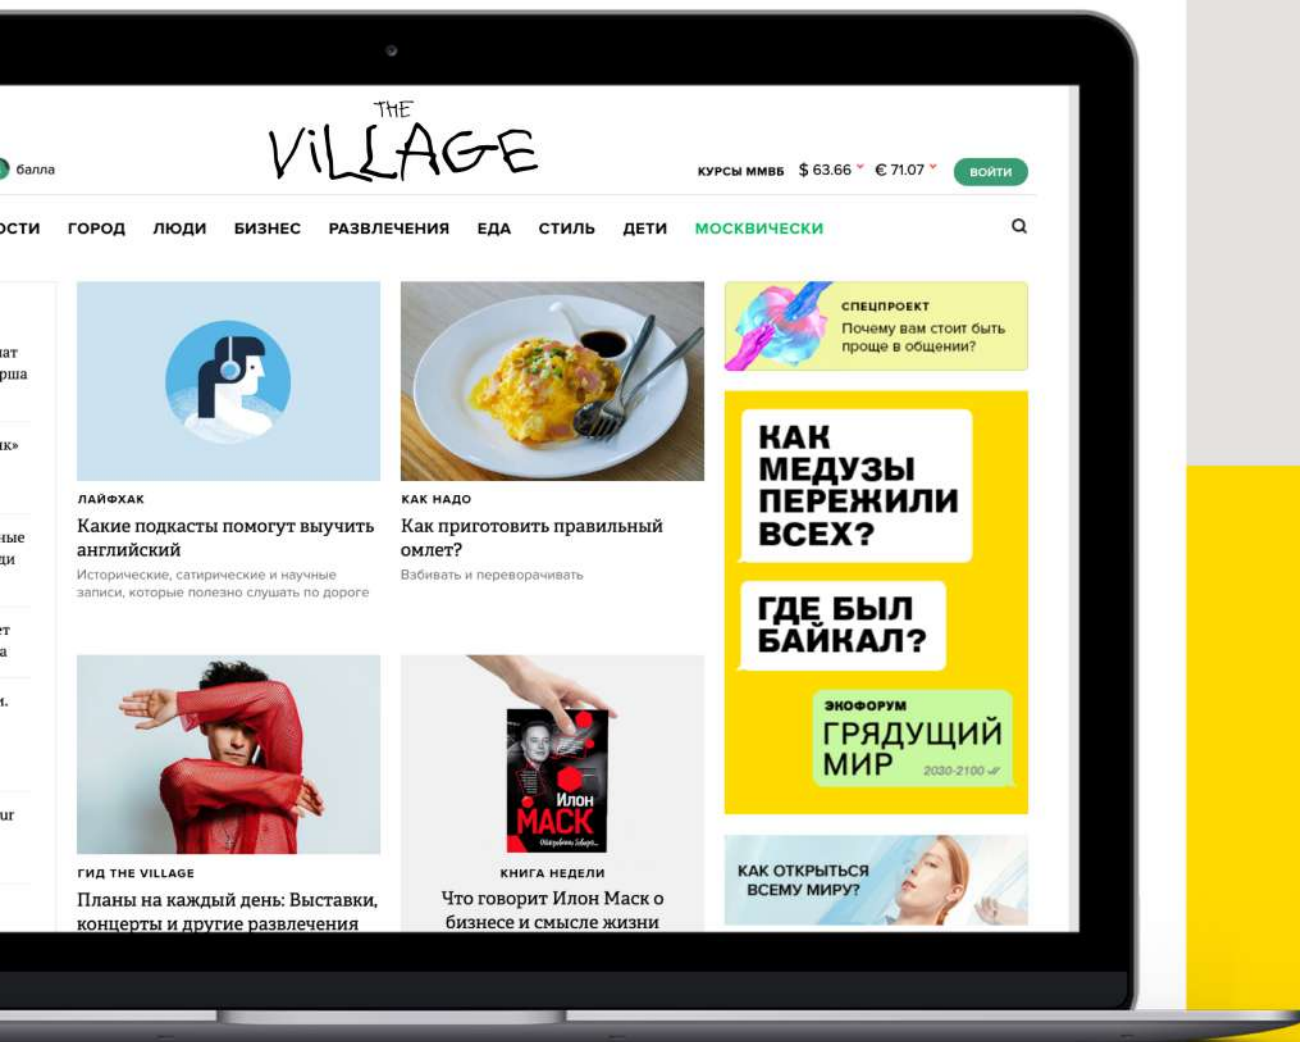 THE
ViLLAGE
балла
КУРСЫ ММВБ $ 63.66 € 71.07 ВОЙТИ
ОСТИ ГОРОД ЛЮДИ БИЗНЕС РАЗВЛЕЧЕНИЯ ЕДА СТИЛЬ ДЕТИ МОСКВИЧЕСКИ
ЛАЙФХАК
Какие подкасты помогут выучить
английский
Исторические, сатирические и научные
записи, которые полезно слушать по дороге
КАК НАДО
Как приготовить правильный
омлет?
Взбивать и переворачивать
СПЕЦПРОЕКТ
Почему вам стоит быть
проще в общении?
КАК
МЕДУЗЫ
ПЕРЕЖИЛИ
ВСЕХ?
ГДЕ БЫЛ
БАЙКАЛ?
ЭКОФОРУМ
ГРЯДУЩИЙ
МИР 2030-2100
ГИД THE VILLAGE
Планы на каждый день: Выставки,
концерты и другие развлечения
Илон
МАСК
КНИГА НЕДЕЛИ
Что говорит Илон Маск о
бизнесе и смысле жизни
КАК ОТКРЫТЬСЯ
ВСЕМУ МИРУ?